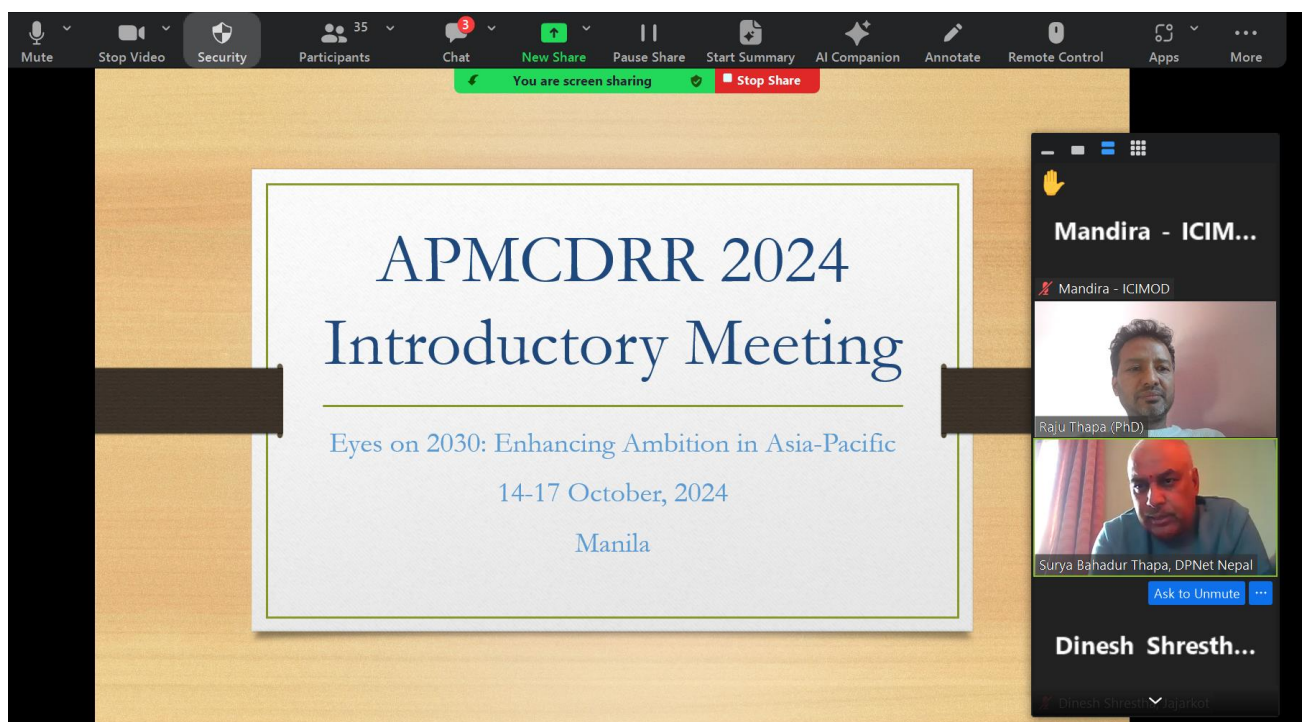 35
3
Mute
Stop Video
Security
Participants
Chat
New Share
Pause Share
Start Summary
AI Companion
Annotate
Remote Control
Apps
More
You are screen sharing
Stop Share
APMCDRR 2024
Introductory Meeting
Eyes on 2030: Enhancing Ambition in Asia-Pacific
14-17 October, 2024
Manila
Mandira - ICIM...
Mandira - ICIMOD
Raju Thapa (PhD)
Surya Bahadur Thapa, DPNet Nepal
Ask to Unmute
Dinesh Shresth...
Dinesh Shrestha, Jajarkot